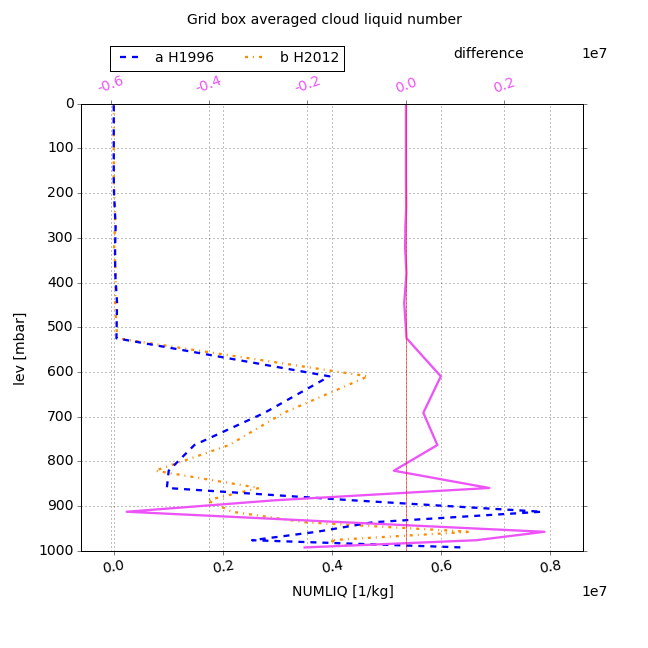 Grid box averaged cloud liquid number
a H1996 b H2012 difference 1e7
-0.6 -0.4 -0.2 0.0 0.2
0
100
200
300
400
500
600
700
800
900
1000
lev [mbar]
0.0 0.2 0.4 0.6 0.8
NUMLIQ [1/kg] 1e7